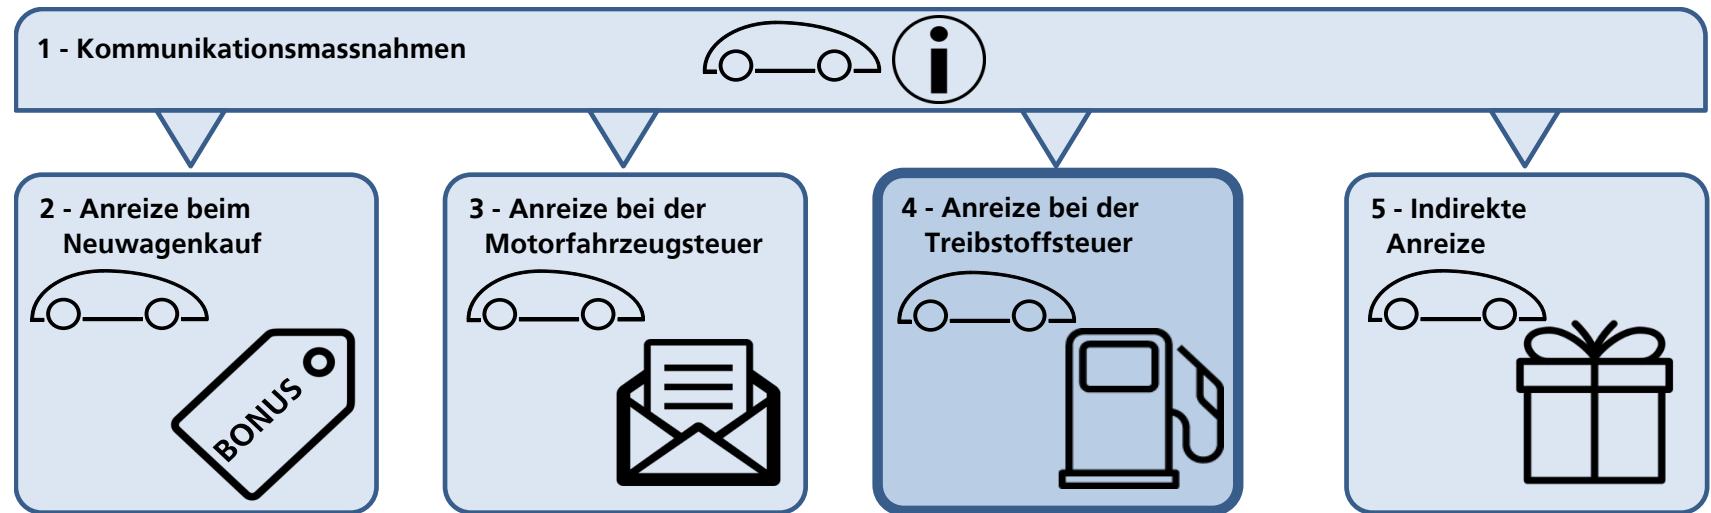 1 - Kommunikationsmassnahmen
2 - Anreize beim
Neuwagenkauf
BONUS
3 - Anreize bei der
Motorfahrzeugsteuer
4 - Anreize bei der
Treibstoffsteuer
5 - Indirekte
Anreize